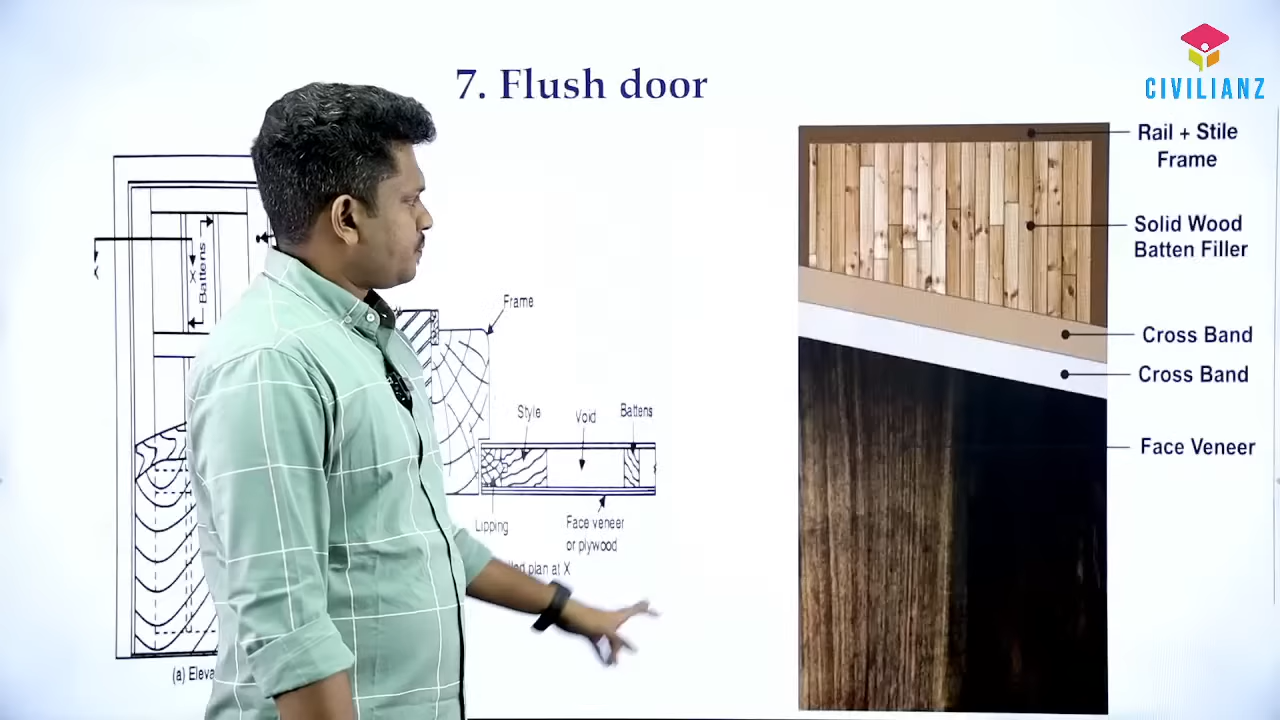 7. Flush door
CIVILIANZ
Rail + Stile
Frame
Solid Wood
Batten Filler
Cross Band
Cross Band
Face Veneer
X
X
Battens
Frame
Style
Void
Battens
Lipping
Face veneer
or plywood
plan at X
(a) Eleva